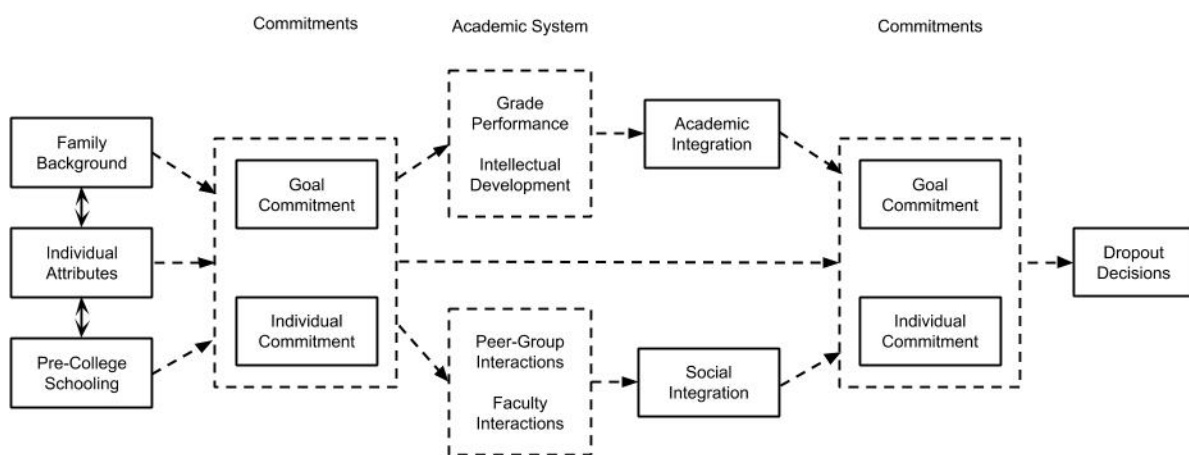 Commitments
Academic System
Commitments
Family
Background
Individual
Attributes
Pre-College
Schooling
Goal
Commitment
Individual
Commitment
Grade
Performance
Intellectual
Development
Peer-Group
Interactions
Faculty
Interactions
Academic
Integration
Social
Integration
Goal
Commitment
Individual
Commitment
Dropout
Decisions